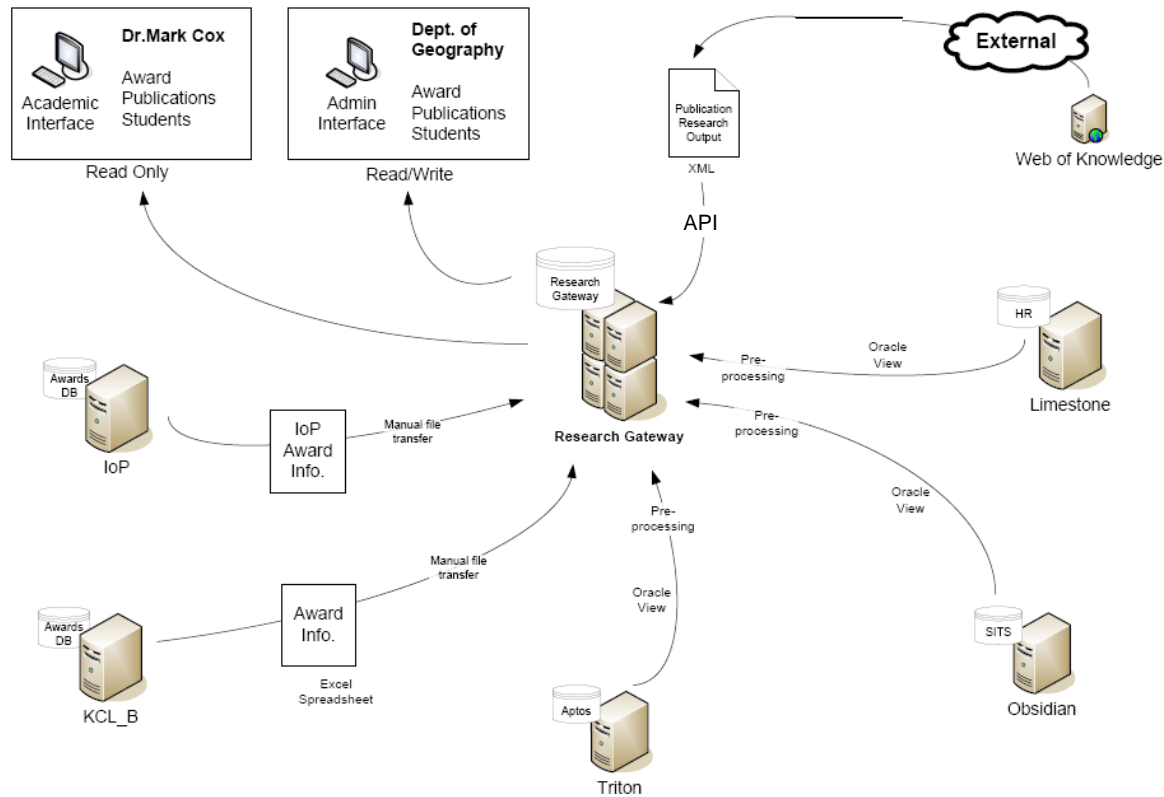 Dr.Mark Cox
Award
Publications
Students
Academic
Interface
Read Only
Dept. of
Geography
Award
Publications
Students
Admin
Interface
Read/Write
Publication
Research
Output
XML
API
External
Web of Knowledge
Research
Gateway
Research Gateway
HR
Limestone
Oracle
View
Pre-
processing
Awards
DB
IoP
IoP
Award
Info.
Manual file
transfer
Pre-
processing
Oracle
View
SITS
Obsidian
Awards
DB
KCL_B
Award
Info.
Excel
Spreadsheet
Manual file
transfer
Pre-
processing
Oracle
View
Aptos
Triton